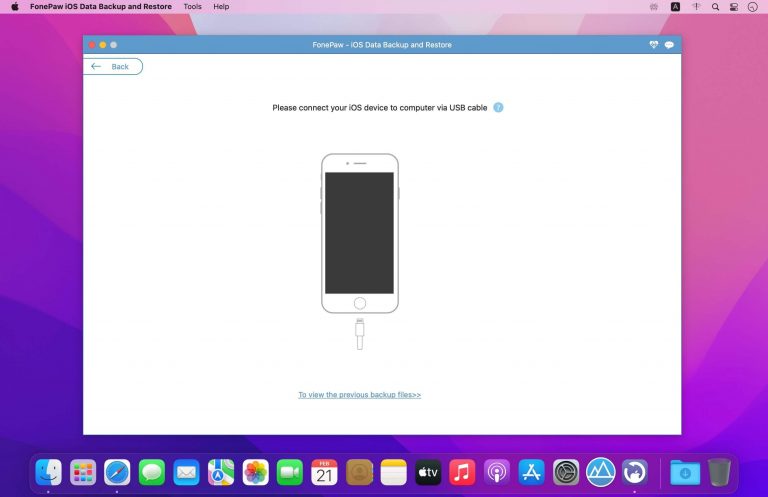 FonePaw iOS Data Backup and Restore Tools Help
A
FonePaw - iOS Data Backup and Restore
Back
Please connect your iOS device to computer via USB cable ?
To view the previous backup files>>
FEB
21
tv